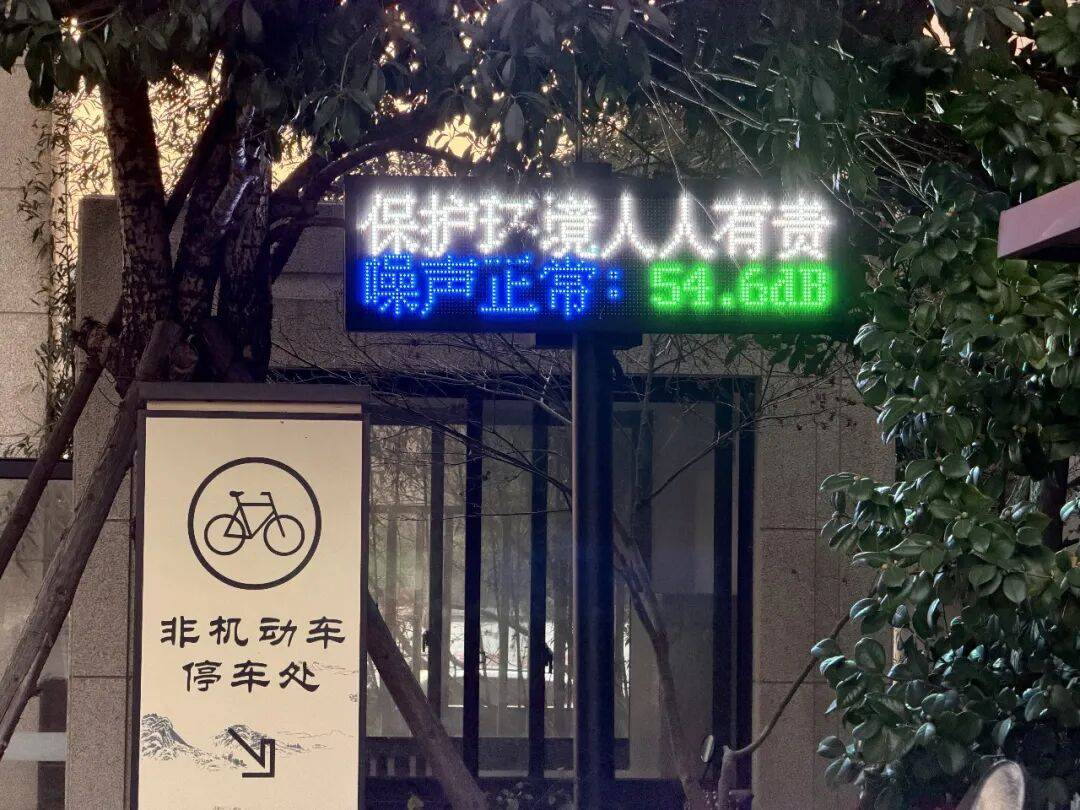 保护环境人人有责
噪声正常：54.6dB
非机动车
停车处